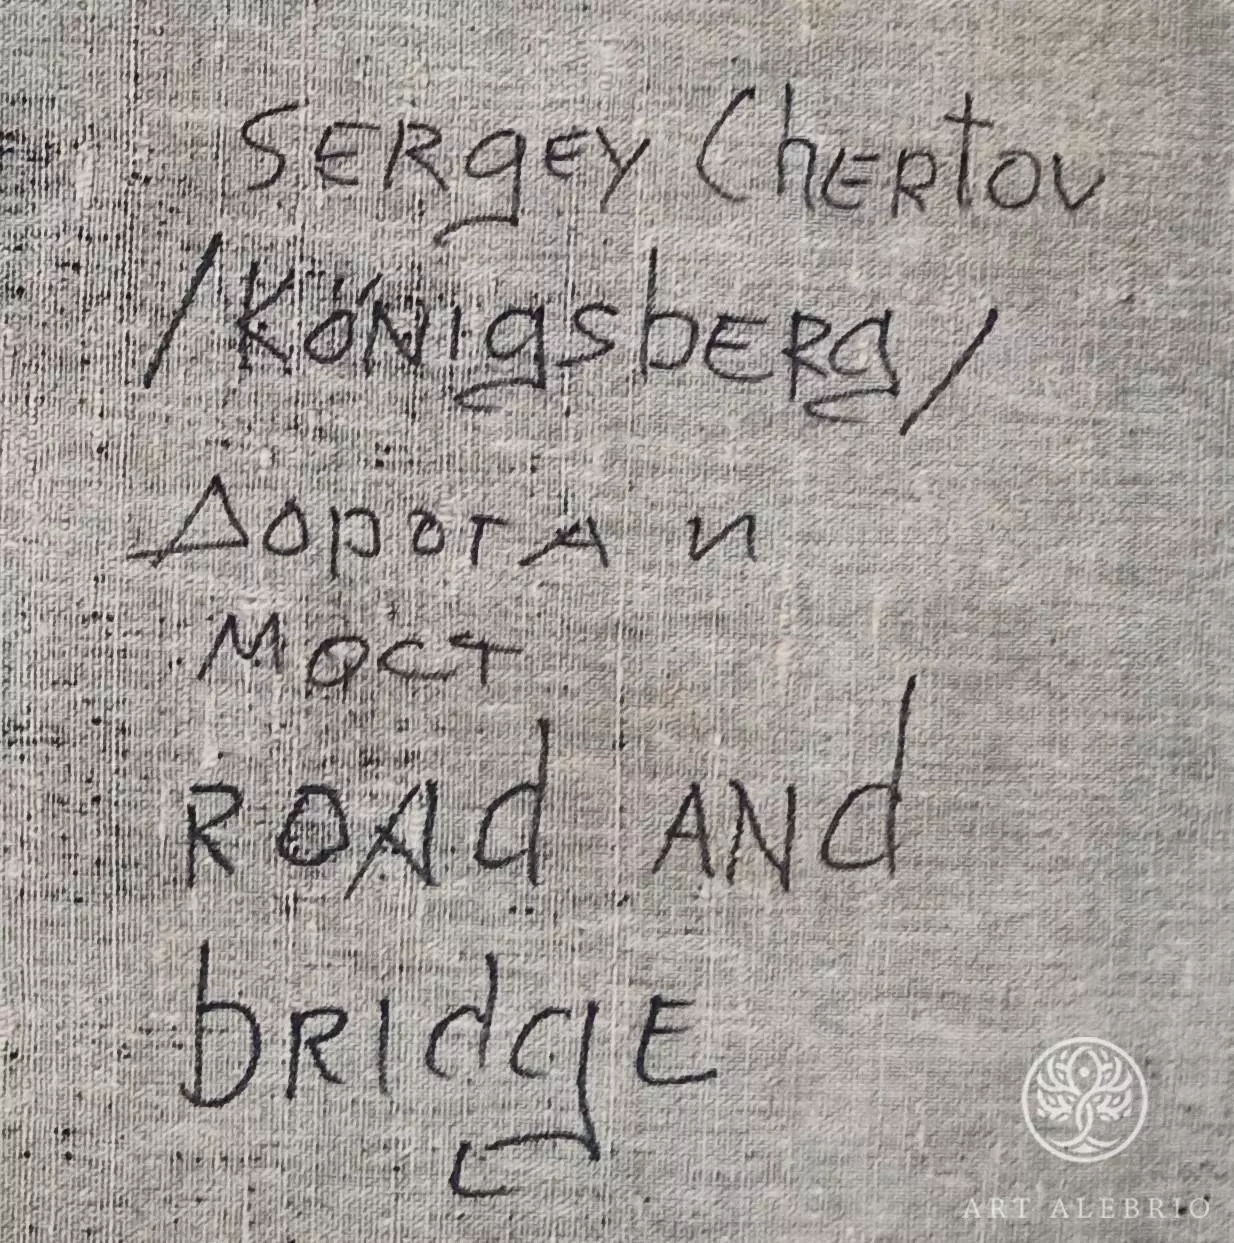 SERgEY ChERtOV
/KÖNIgSbERg/
Дорога и
Мост
ROAd ANd
bRIdgE
ART ALEBRIO